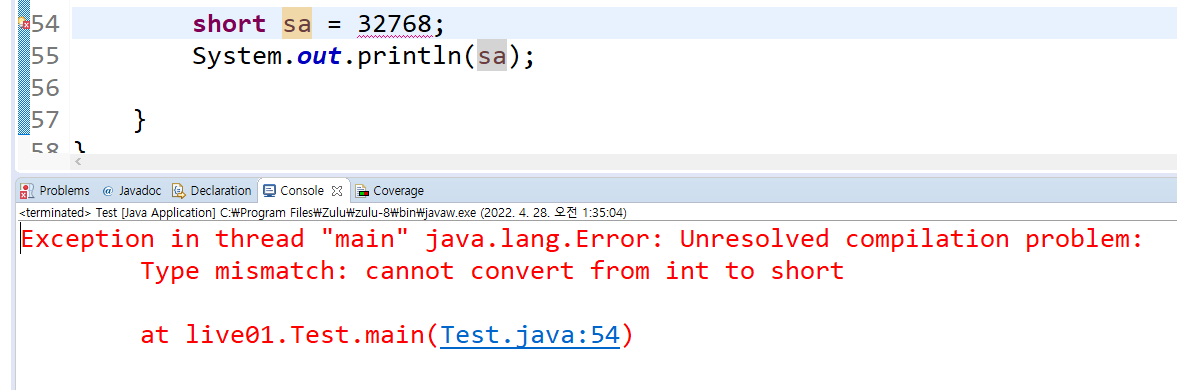 54 short sa = 32768;
55 System.out.println(sa);
56
57 }
58 }
Problems @ Javadoc Declaration Console Coverage
<terminated> Test [Java Application] C:₩Program Files₩Zulu₩zulu-8₩bin₩javaw.exe (2022. 4. 28. 오전 1:35:04)
Exception in thread "main" java.lang.Error: Unresolved compilation problem:
Type mismatch: cannot convert from int to short
at live01.Test.main(Test.java:54)